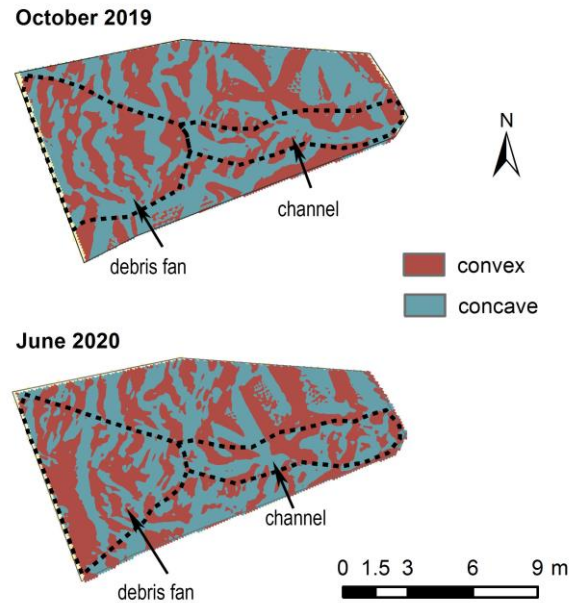 October 2019
N
channel
debris fan
convex
concave
June 2020
channel
debris fan
0 1.5 3 6 9 m